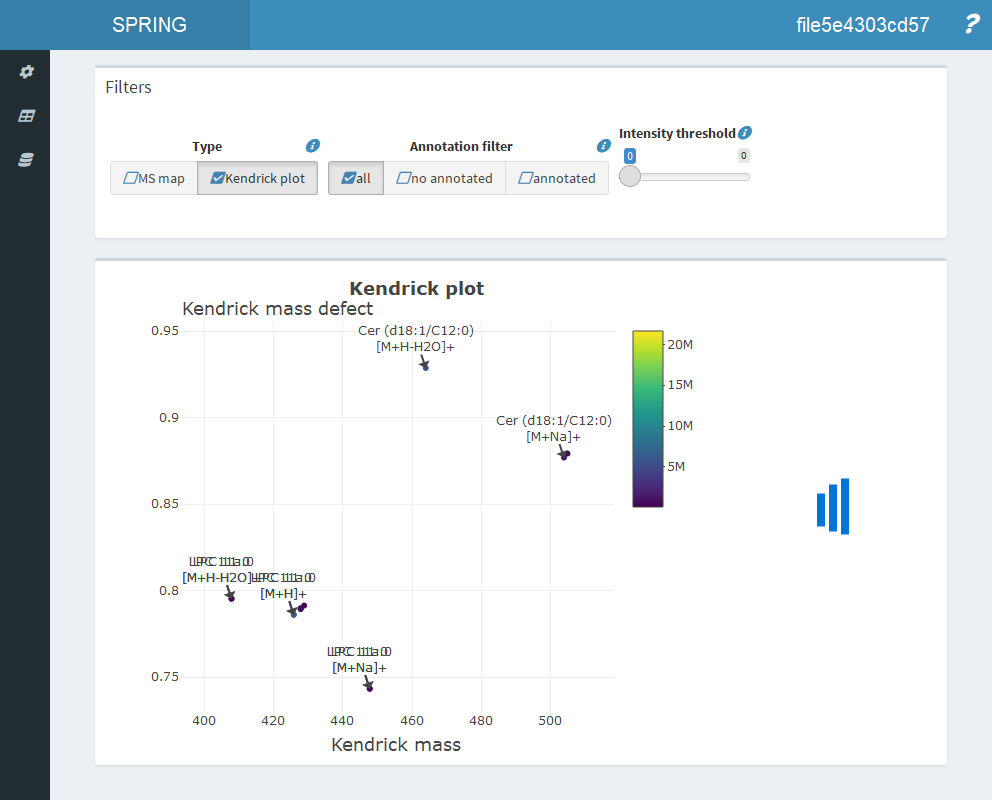 SPRING
file5e4303cd57
?
Filters
Type
Annotation filter
Intensity threshold
MS map
Kendrick plot
all
no annotated
annotated
0
0
Kendrick plot
Kendrick mass defect
0.95
0.9
0.85
0.8
0.75
Cer (d18:1/C12:0)
[M+H-H2O]+
Cer (d18:1/C12:0)
[M+Na]+
[M+H-H2O]+
[M+H]+
[M+Na]+
400
420
440
460
480
500
Kendrick mass
20M
15M
10M
5M